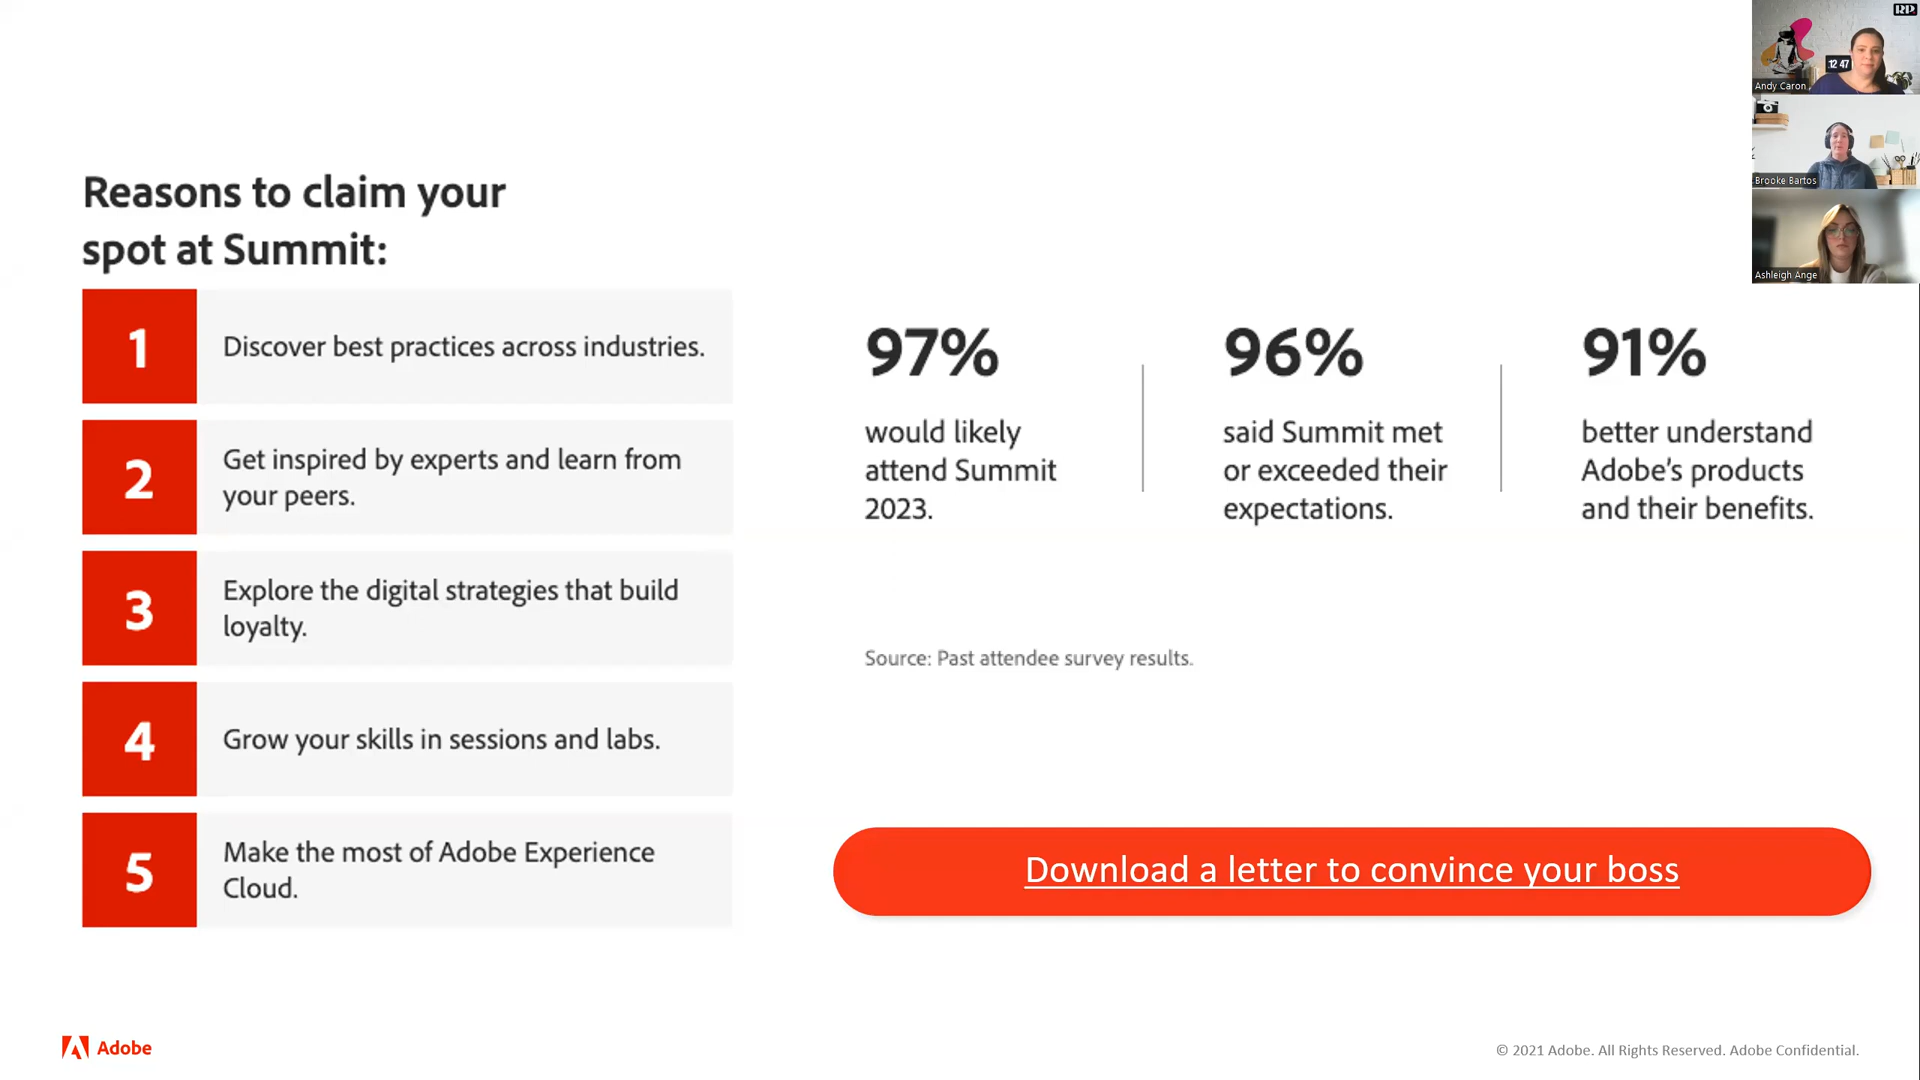 Reasons to claim your
spot at Summit:
1
Discover best practices across industries.
2
Get inspired by experts and learn from
your peers.
3
Explore the digital strategies that build
loyalty.
4
Grow your skills in sessions and labs.
5
Make the most of Adobe Experience
Cloud.
97%
would likely
attend Summit
2023.
96%
said Summit met
or exceeded their
expectations.
91%
better understand
Adobe's products
and their benefits.
Source: Past attendee survey results.
Download a letter to convince your boss
Adobe
© 2021 Adobe. All Rights Reserved. Adobe Confidential.
RP
12 47
Andy Caron
Brooke Bartos
Ashleigh Ange